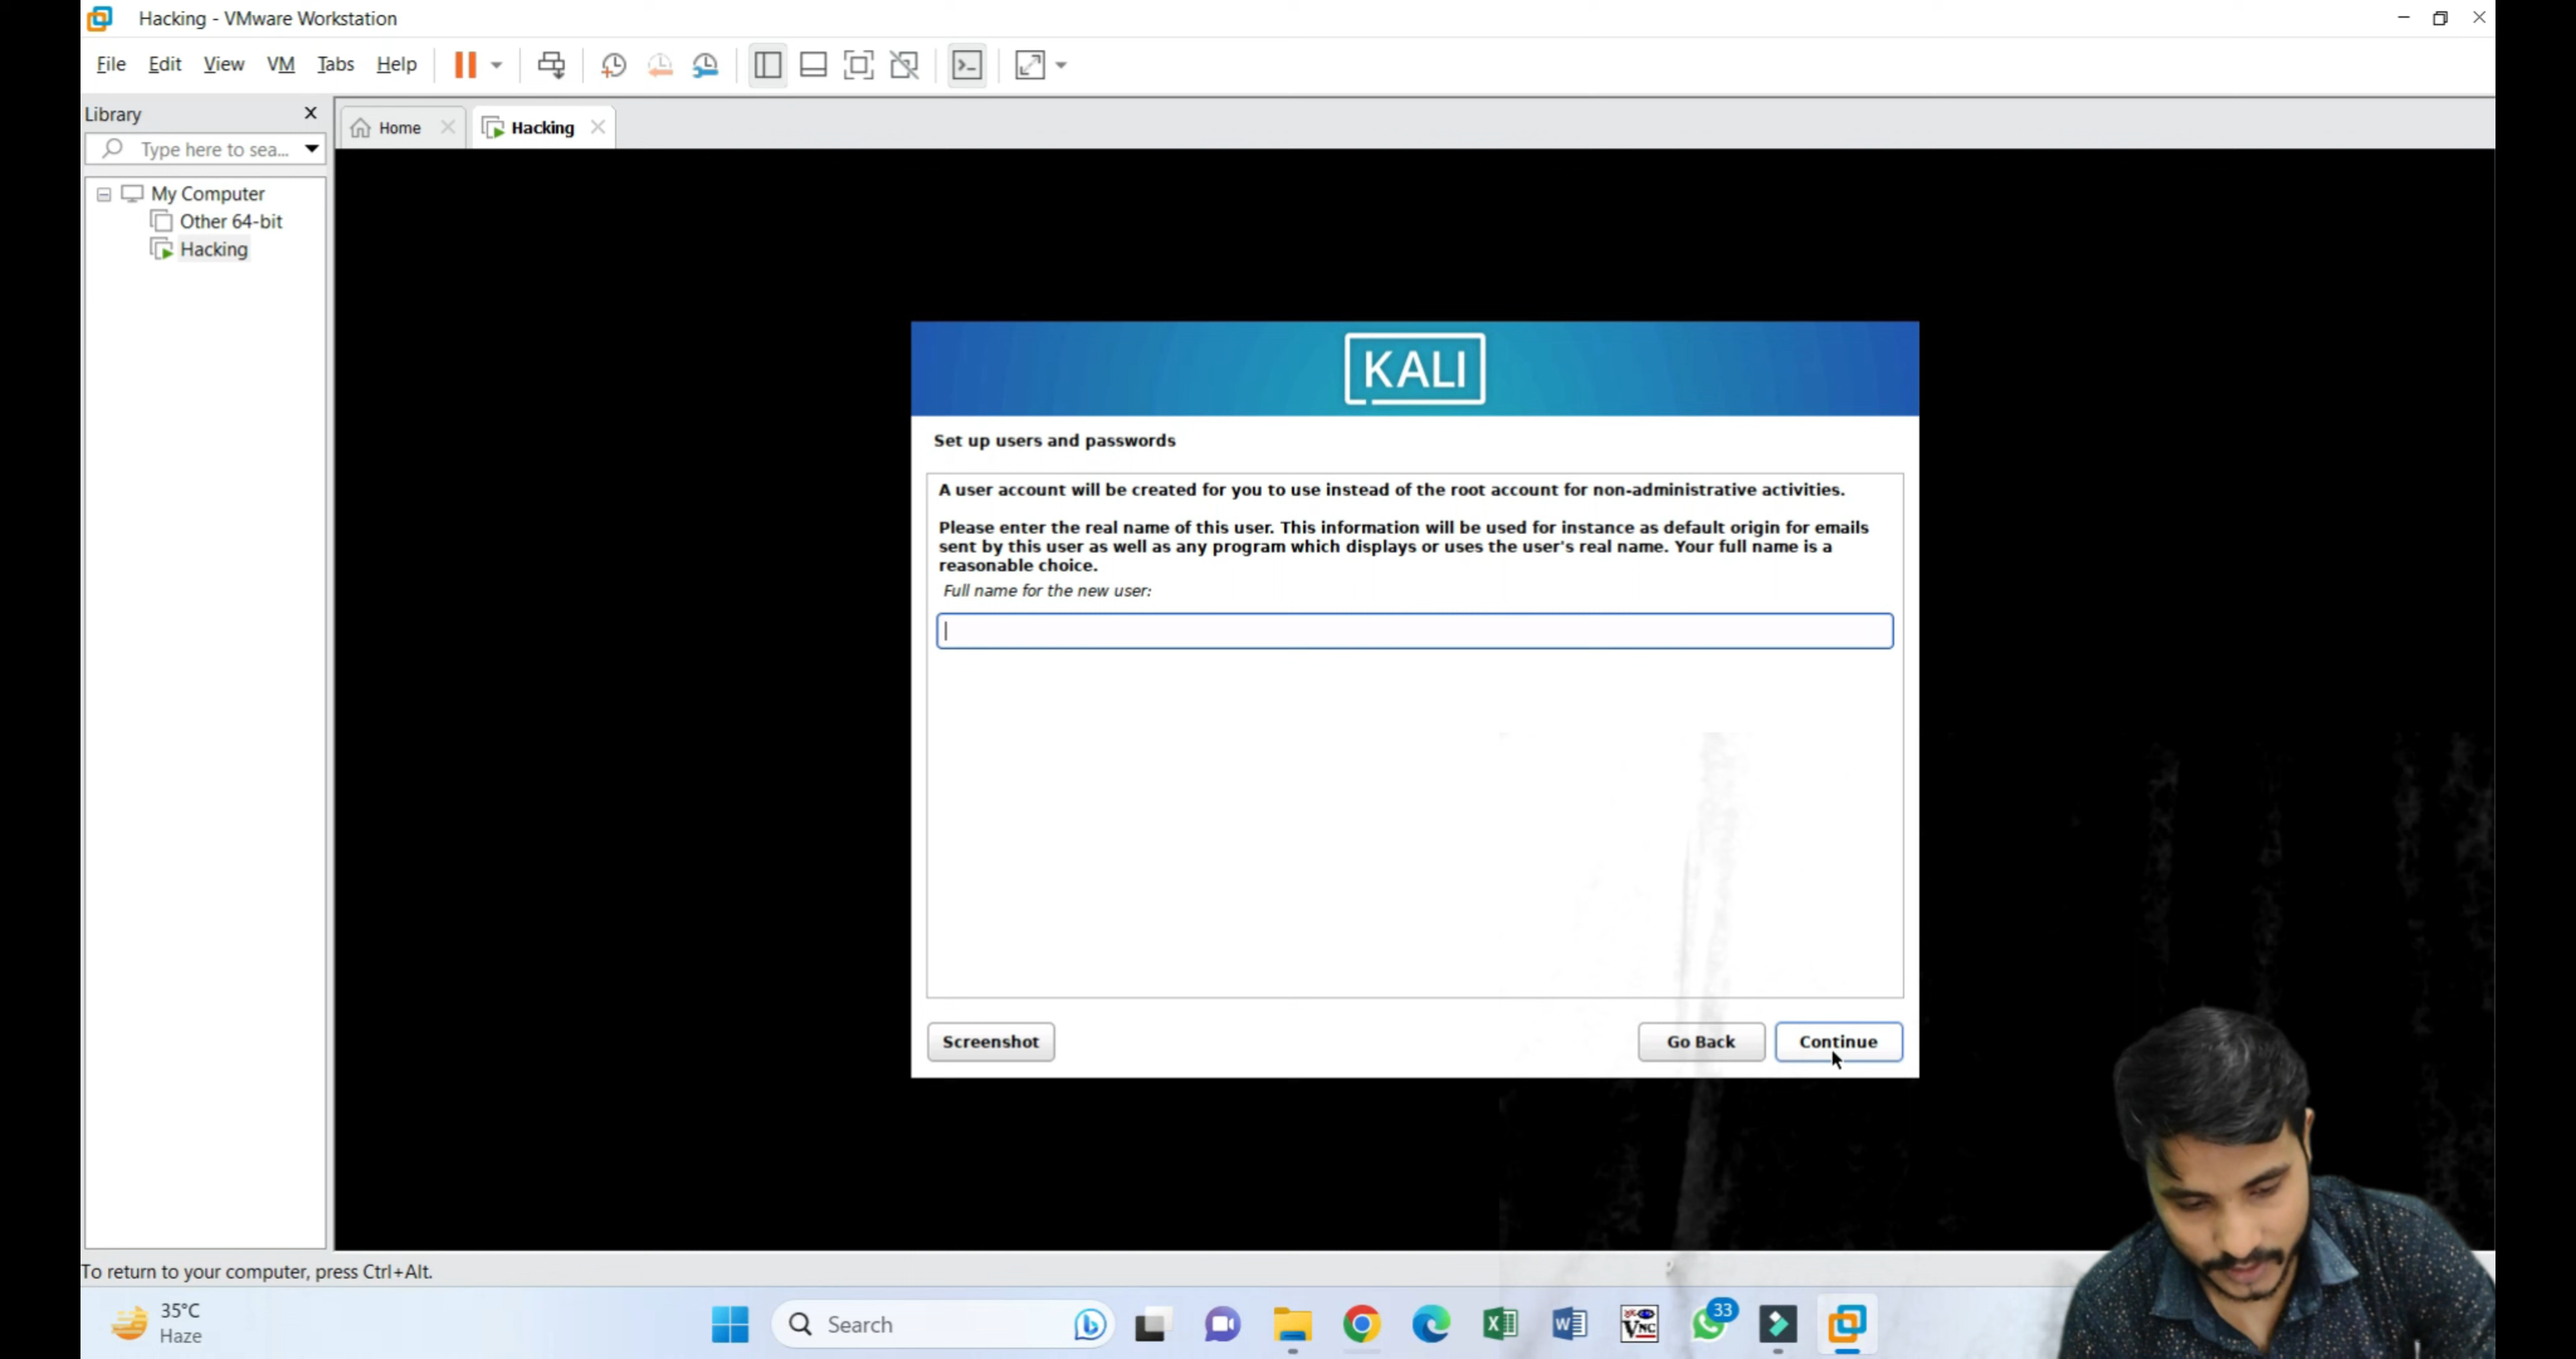 Hacking - VMware Workstation
File Edit View VM Tabs Help
Library
Type here to sea...
My Computer
Other 64-bit
Hacking
Home
Hacking
KALI
Set up users and passwords
A user account will be created for you to use instead of the root account for non-administrative activities.
Please enter the real name of this user. This information will be used for instance as default origin for emails
sent by this user as well as any program which displays or uses the user's real name. Your full name is a
reasonable choice.
Full name for the new user:
Screenshot
Go Back
Continue
To return to your computer, press Ctrl+Alt.
35°C
Haze
Search
VNC
33